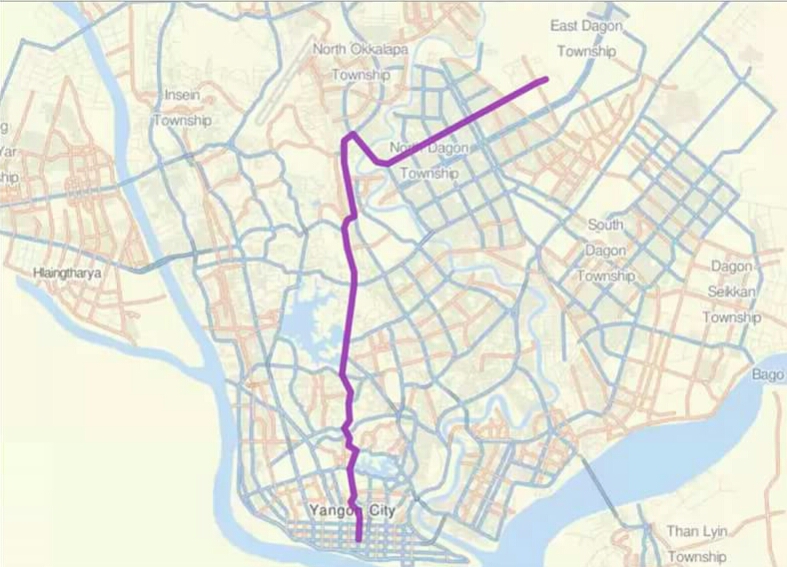 East Dagon
Township
North Okkalapa
Township
Insein
Township
g
Yar
hip
North Dagon
Township
South
Dagon
Township
Dagon
Seikkan
Township
Hlaingtharya
Bago
Yangon City
Than Lyin
Township